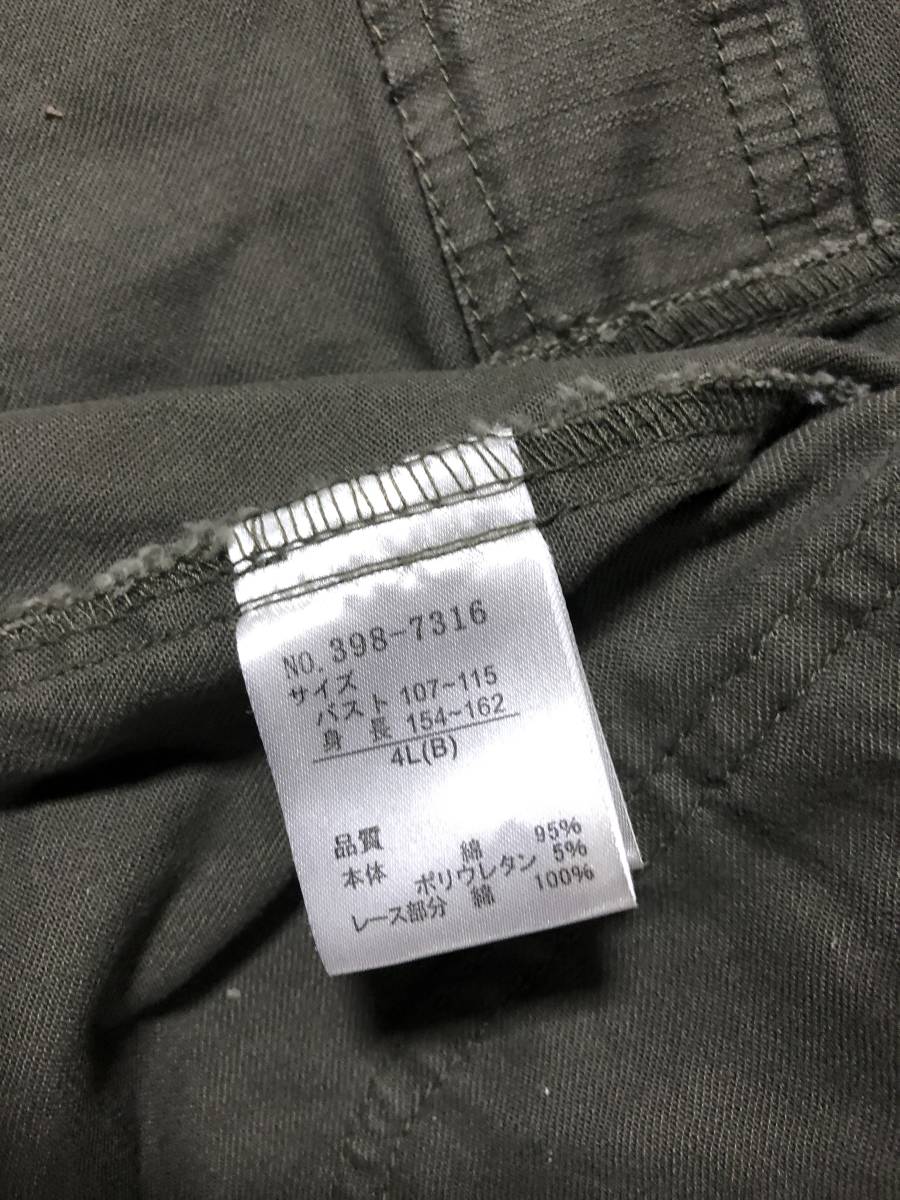 NO. 398-7316
サイズ
バスト 107~115
身 長 154~162
4L(B)
品質 綿 95%
本体 ポリウレタン 5%
レース部分 綿 100%